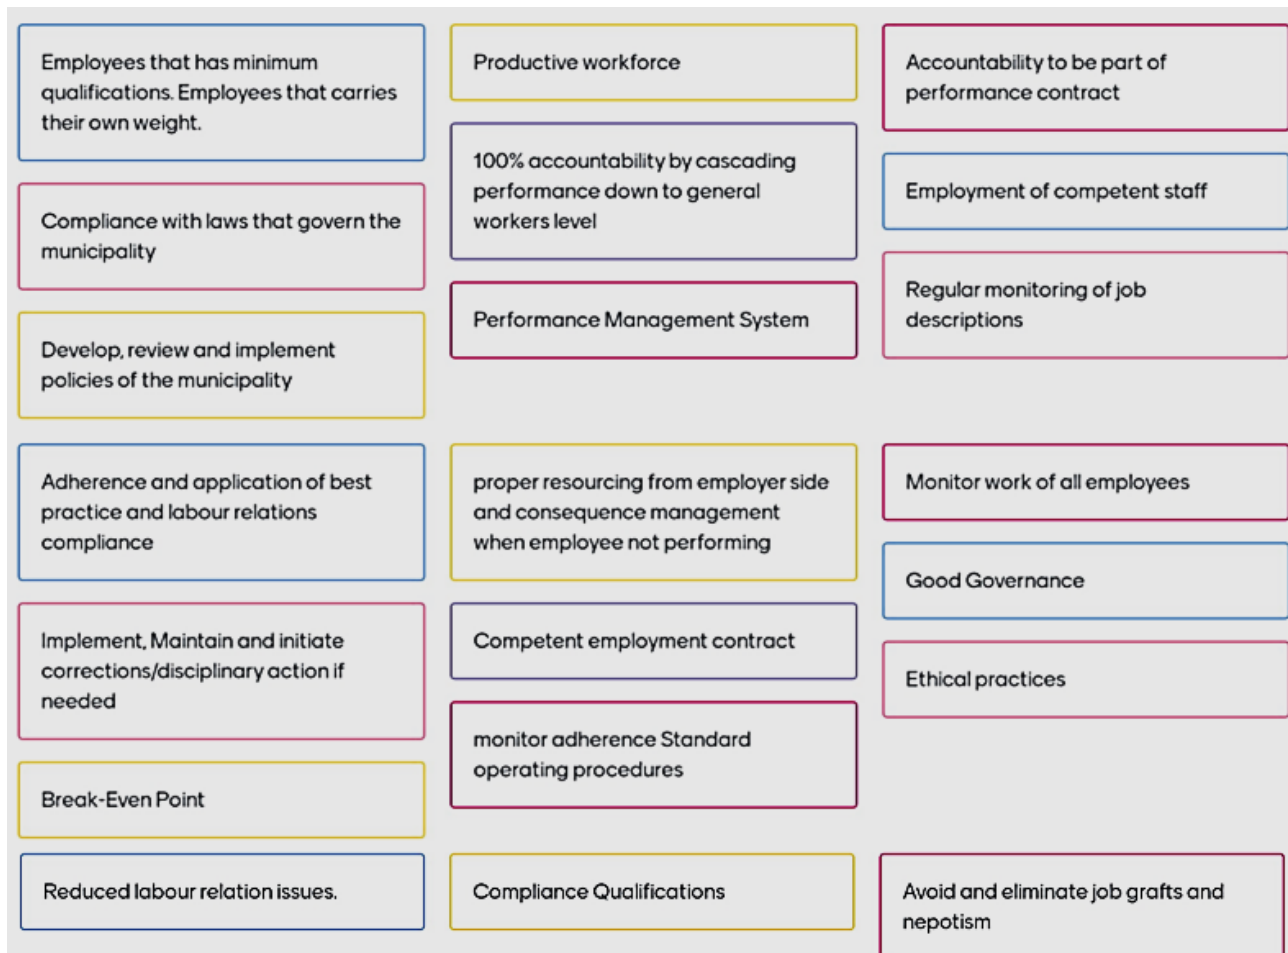 Employees that has minimum
qualifications. Employees that carries
their own weight.
Compliance with laws that govern the
municipality
Develop, review and implement
policies of the municipality
Productive workforce
100% accountability by cascading
performance down to general
workers level
Performance Management System
Accountability to be part of
performance contract
Employment of competent staff
Regular monitoring of job
descriptions
Adherence and application of best
practice and labour relations
compliance
Implement, Maintain and initiate
corrections/disciplinary action if
needed
Break-Even Point
proper resourcing from employer side
and consequence management
when employee not performing
Competent employment contract
monitor adherence Standard
operating procedures
Monitor work of all employees
Good Governance
Ethical practices
Reduced labour relation issues.
Compliance Qualifications
Avoid and eliminate job grafts and
nepotism